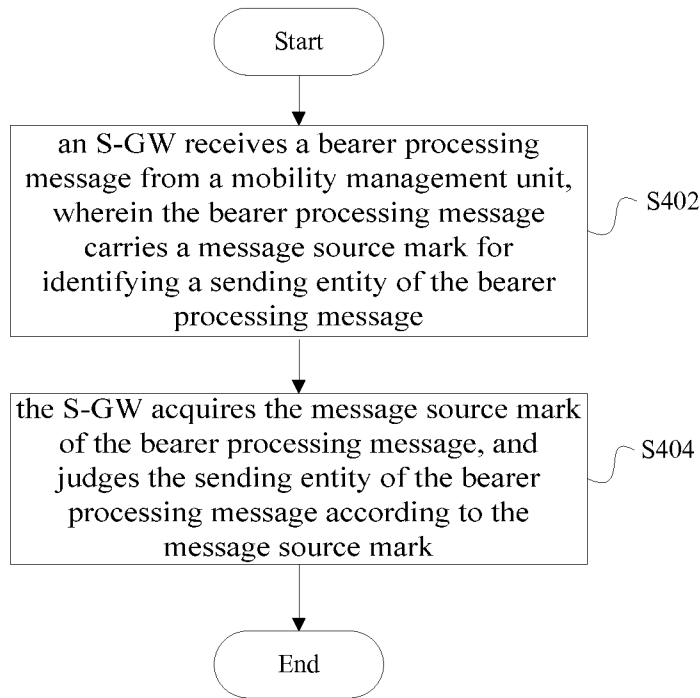 Start
an S-GW receives a bearer processing
message from a mobility management unit,
wherein the bearer processing message
carries a message source mark for
identifying a sending entity of the bearer
processing message
S402
the S-GW acquires the message source mark
of the bearer processing message, and
judges the sending entity of the bearer
processing message according to the
message source mark
S404
End